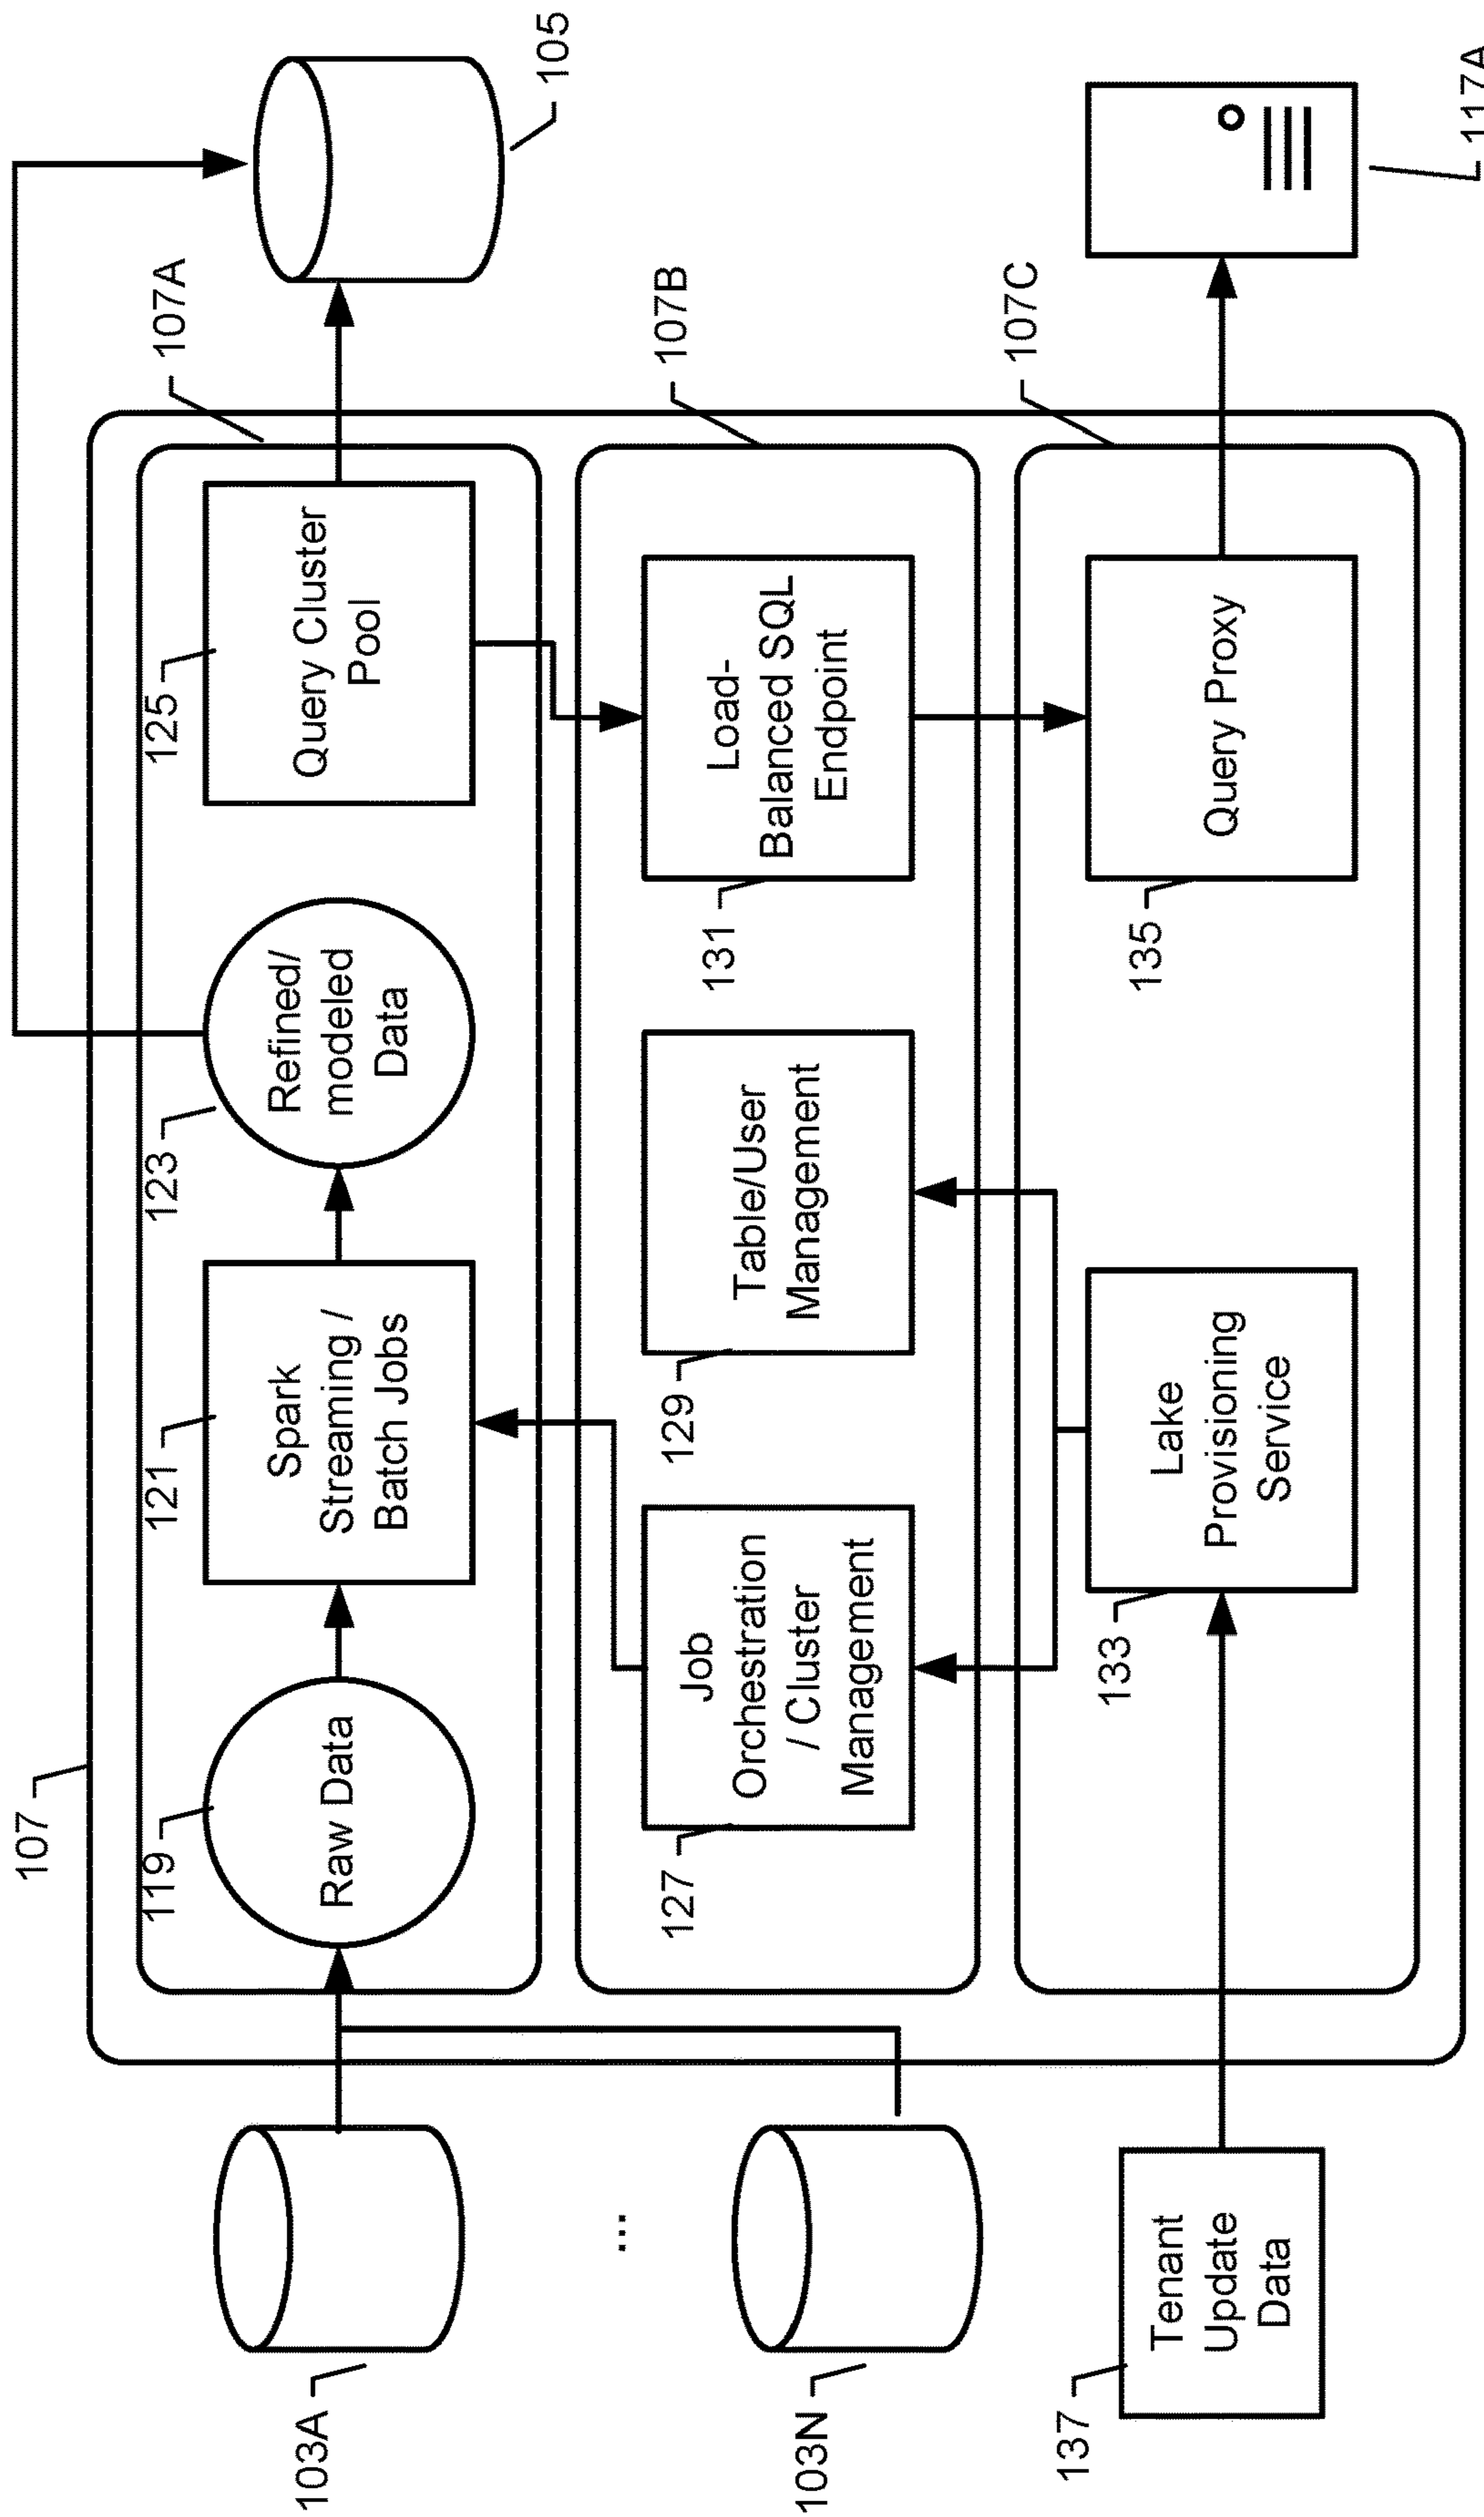 107
107A
107B
107C
103A
...
103N
137
Tenant
Update
Data
119
Raw Data
121
Spark
Streaming /
Batch Jobs
123
Refined/
modeled
Data
125
Query Cluster
Pool
105
127
Job
Orchestration
/ Cluster
Management
129
Table/User
Management
131
Load-
Balanced SQL
Endpoint
133
Lake
Provisioning
Service
135
Query Proxy
117A